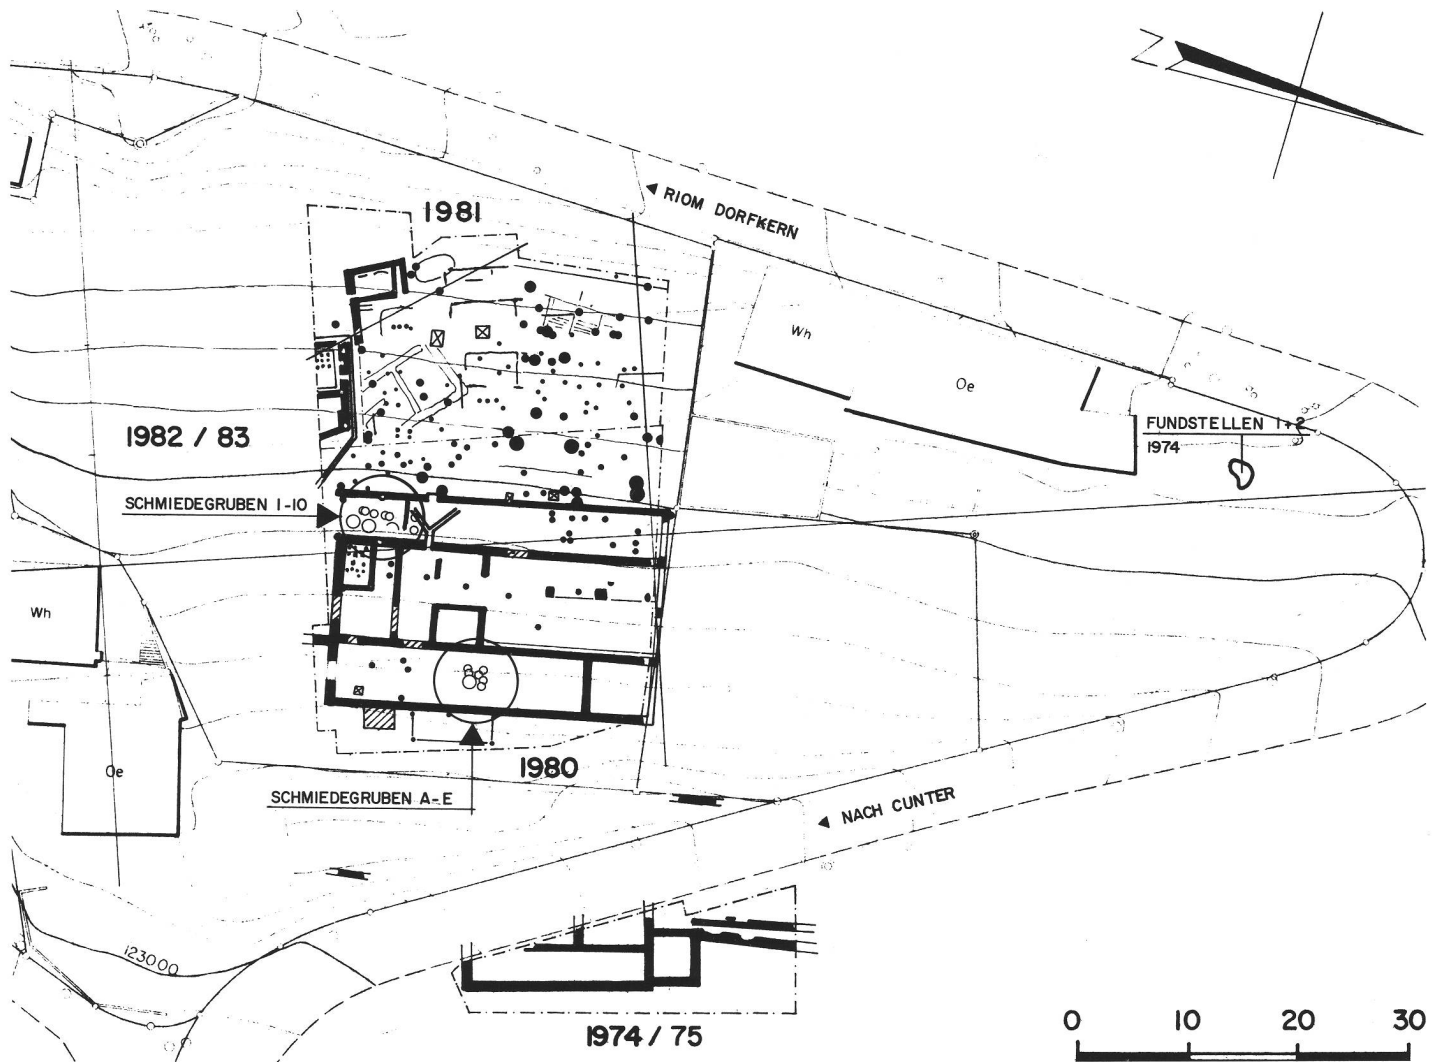 RIOM DORFKERN
1981
Wh
Oe
FUNDSTELLEN 1+2
1974
1982 / 83
SCHMIEDEGRUBEN 1-10
Wh
Oe
1980
SCHMIEDEGRUBEN A-E
NACH CUNTER
123000
1974 / 75
0 10 20 30